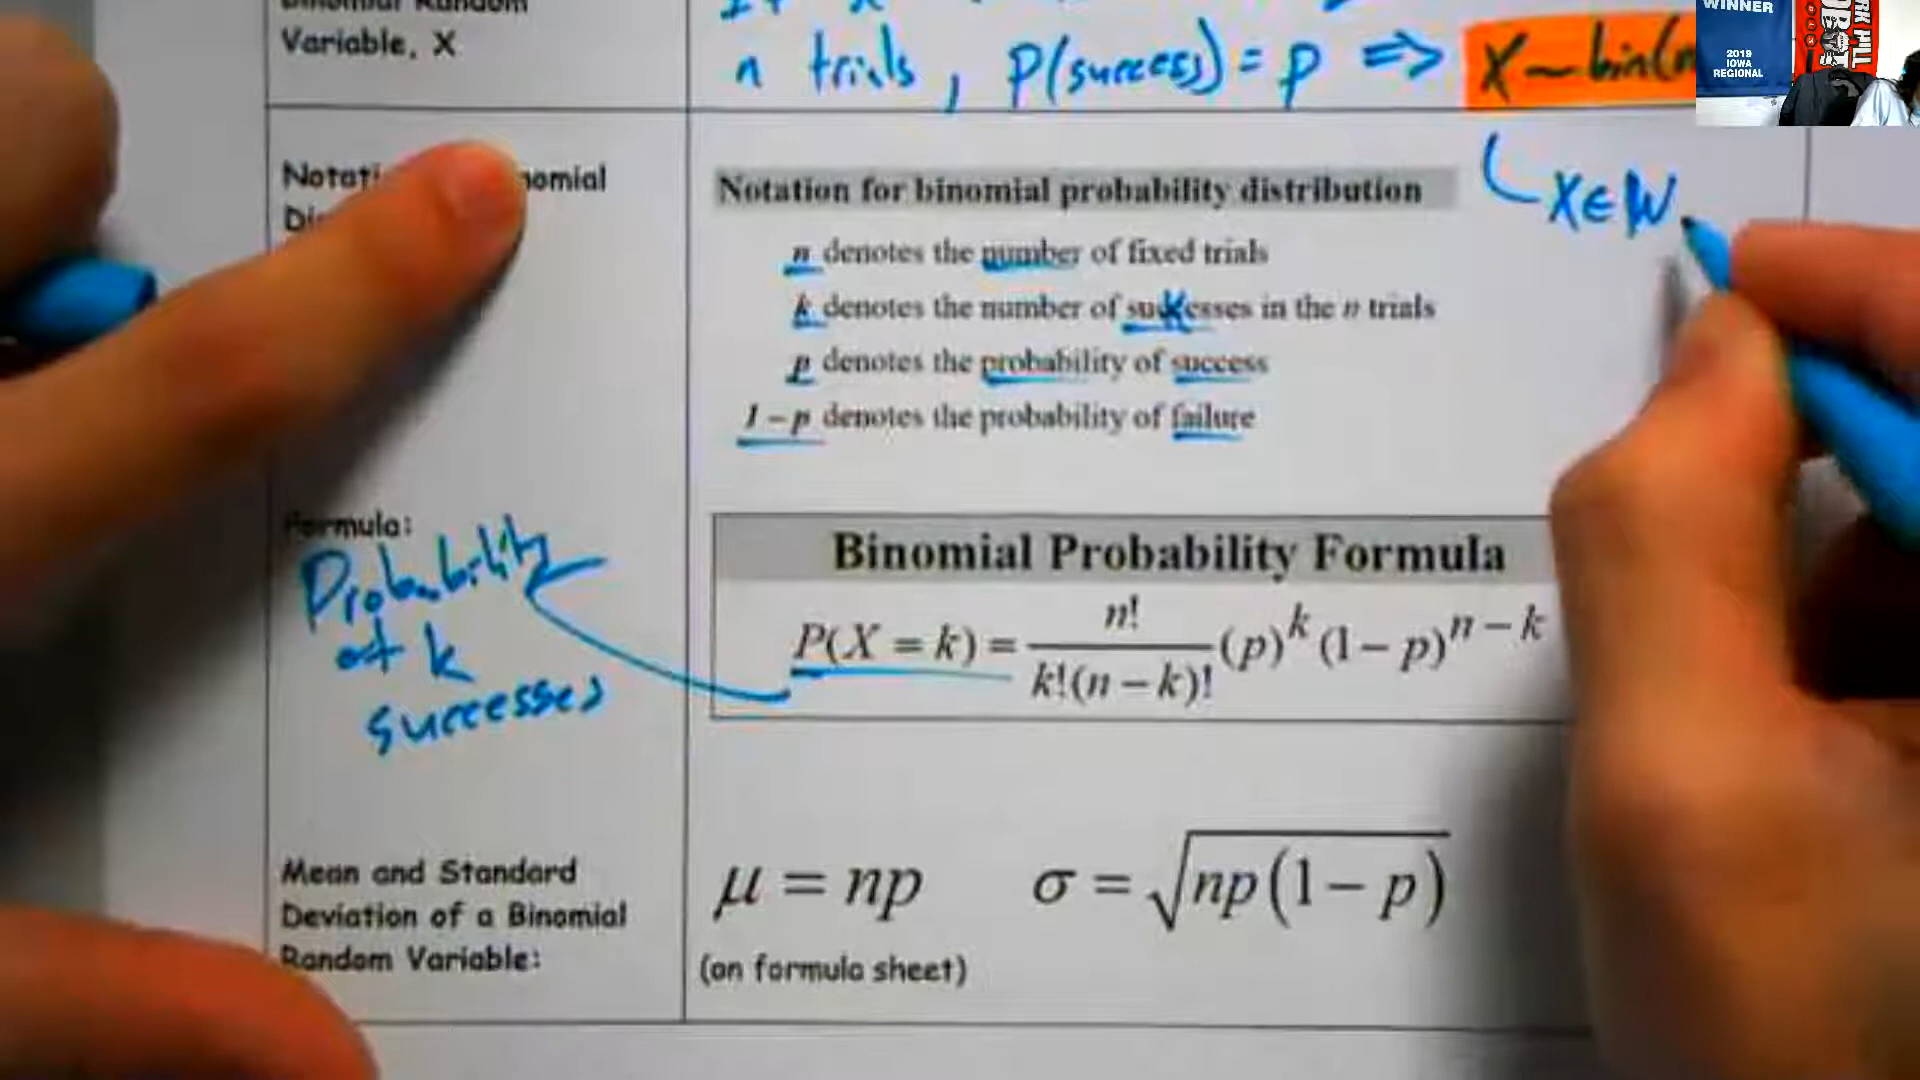 Binomial Random
Variable, X
n trials, P(success) = p => X ~ bin(n
WINNER
2019
IOWA
REGIONAL
Notation for binomial probability distribution
X ∈ W
n denotes the number of fixed trials
k denotes the number of successes in the n trials
p denotes the probability of success
1 – p denotes the probability of failure
Formula:
Probability
of k
successes
Binomial Probability Formula
P(X = k) = n! / k!(n – k)! (p)^k (1 – p)^n – k
Mean and Standard
Deviation of a Binomial
Random Variable:
μ = np σ = √np(1 – p)
(on formula sheet)